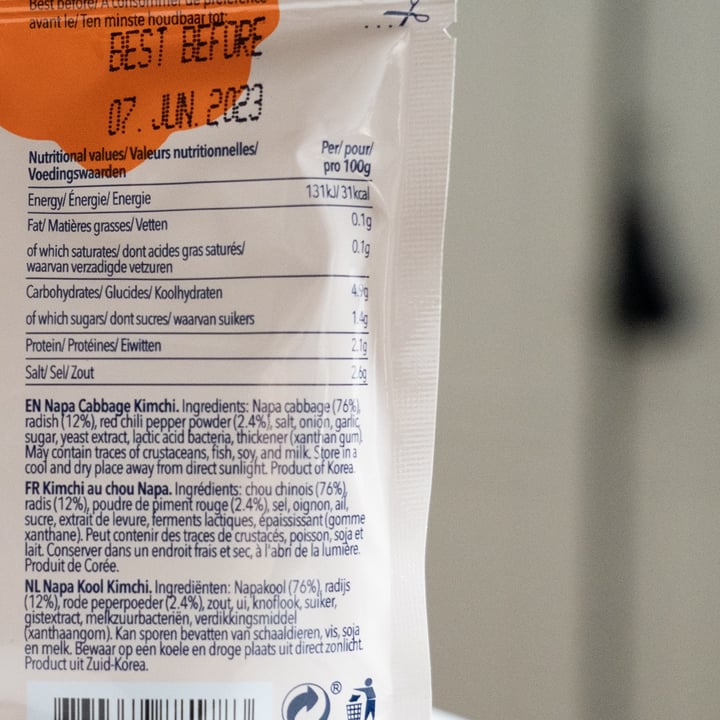 Best before/ À consommer de préférence
avant le/ Ten minste houdbaar tot:
BEST BEFORE
07. JUN. 2023
Nutritional values/ Valeurs nutritionnelles/ Per/ pour/
Voedingswaarden pro 100g
Energy/ Énergie/ Energie 131kJ/ 31kcal
Fat/ Matières grasses/ Vetten 0.1g
of which saturates/ dont acides gras saturés/ 0.1g
waarvan verzadigde vetzuren
Carbohydrates/ Glucides/ Koolhydraten 4.9g
of which sugars/ dont sucres/ waarvan suikers 1.4g
Protein/ Protéines/ Eiwitten 2.1g
Salt/ Sel/ Zout 2.6g
EN Napa Cabbage Kimchi. Ingredients: Napa cabbage (76%),
radish (12%), red chili pepper powder (2.4%), salt, onion, garlic,
sugar, yeast extract, lactic acid bacteria, thickener (xanthan gum).
May contain traces of crustaceans, fish, soy, and milk. Store in a
cool and dry place away from direct sunlight. Product of Korea.
FR Kimchi au chou Napa. Ingrédients: chou chinois (76%),
radis (12%), poudre de piment rouge (2.4%), sel, oignon, ail,
sucre, extrait de levure, ferments lactiques, épaississant (gomme
xanthane). Peut contenir des traces de crustacés, poisson, soja et
lait. Conserver dans un endroit frais et sec, à l'abri de la lumière.
Produit de Corée.
NL Napa Kool Kimchi. Ingrediënten: Napakool (76%), radijs
(12%), rode peperpoeder (2.4%), zout, ui, knoflook, suiker,
gistextract, melkzuurbacteriën, verdikkingsmiddel
(xanthaangom). Kan sporen bevatten van schaaldieren, vis, soja
en melk. Bewaar op een koele en droge plaats uit direct zonlicht.
Product uit Zuid-Korea.
®